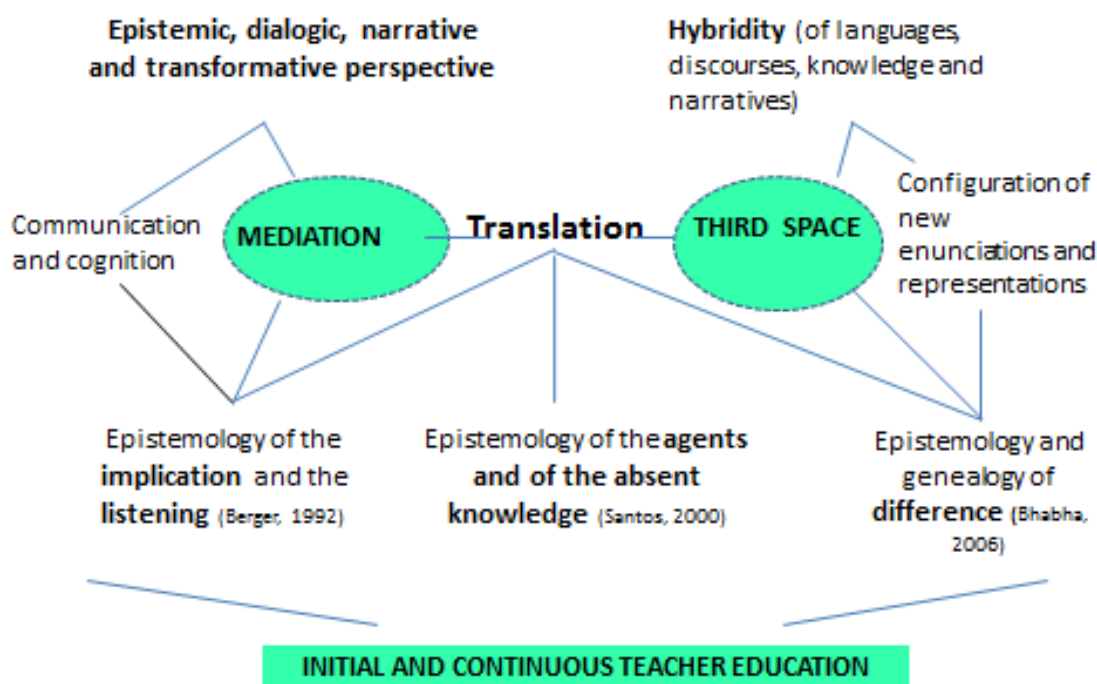 Epistemic, dialogic, narrative
and transformative perspective
Hybridity (of languages,
discourses, knowledge and
narratives)
Communication
and cognition
MEDIATION
Translation
THIRD SPACE
Configuration of
new
enunciations and
representations
Epistemology of the
implication and the
listening (Berger, 1992)
Epistemology of the agents
and of the absent
knowledge (Santos, 2000)
Epistemology and
genealogy of
difference (Bhabha,
2006)
INITIAL AND CONTINUOUS TEACHER EDUCATION